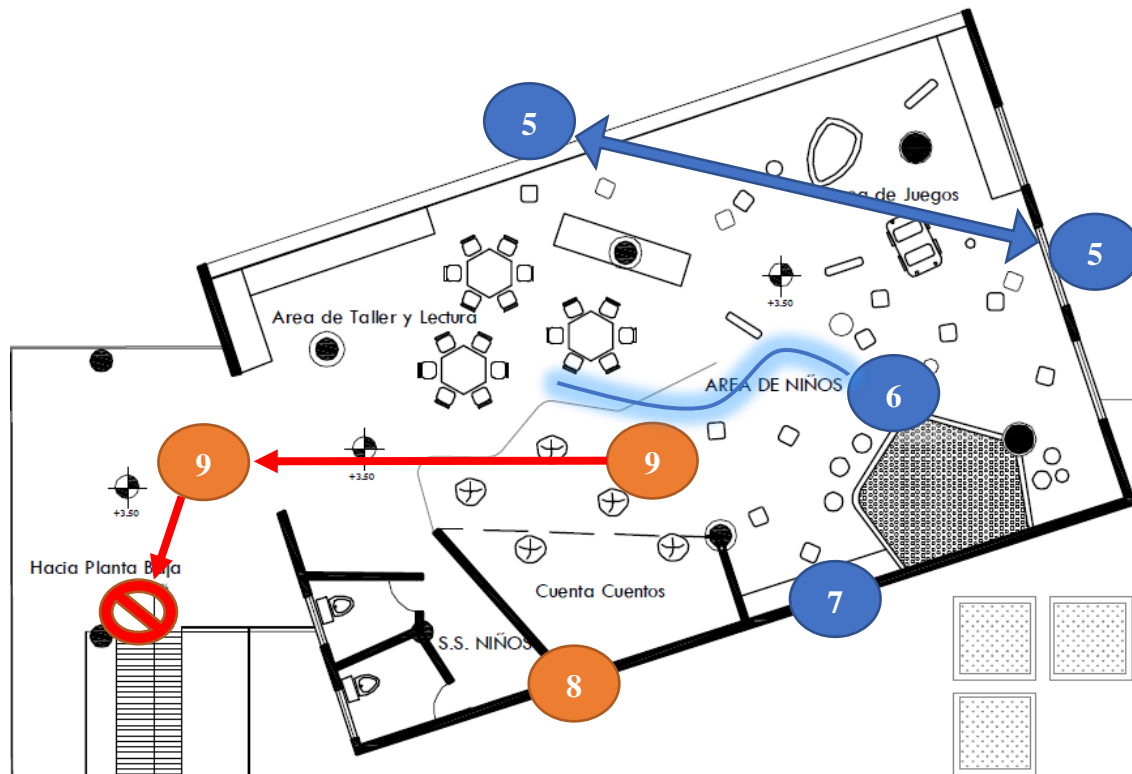 5
de Juegos
5
+3.50
Area de Taller y Lectura
AREA DE NIÑOS
6
9
9
+3.50
+3.50
Hacia Planta Baja
Cuenta Cuentos
7
S.S. NIÑOS
8